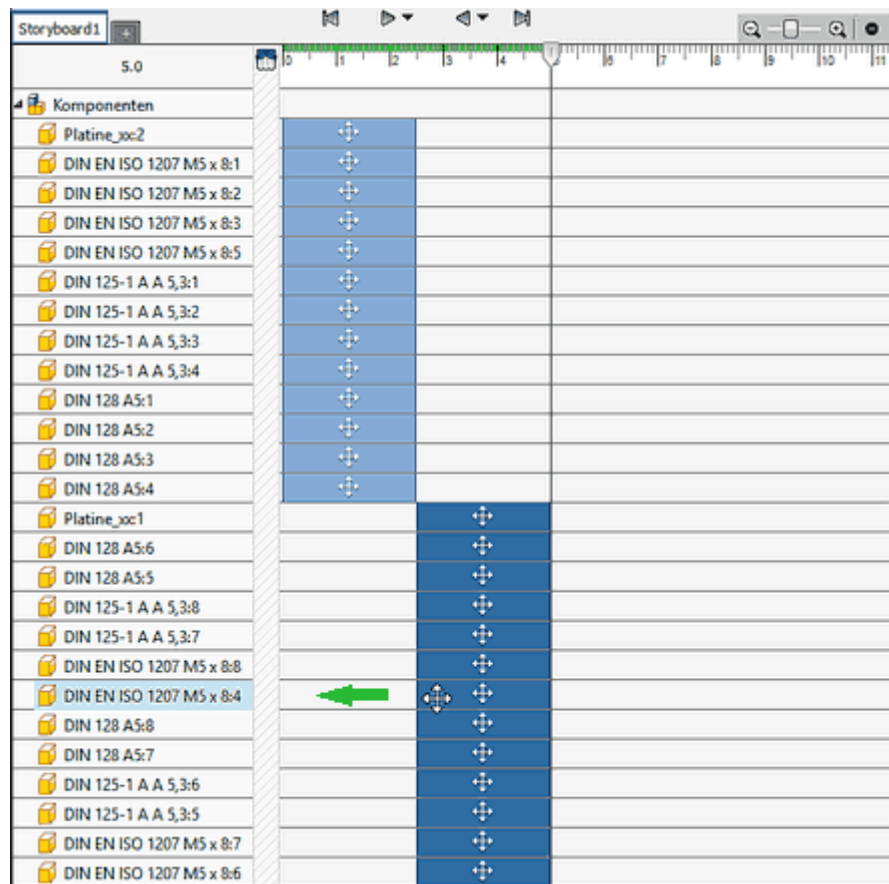 Storyboard1
5.0
0 1 2 3 4 6 7 8 9 10 11
Komponenten
Platine_xx:2
DIN EN ISO 1207 M5 x 8:1
DIN EN ISO 1207 M5 x 8:2
DIN EN ISO 1207 M5 x 8:3
DIN EN ISO 1207 M5 x 8:5
DIN 125-1 A A 5,3:1
DIN 125-1 A A 5,3:2
DIN 125-1 A A 5,3:3
DIN 125-1 A A 5,3:4
DIN 128 A5:1
DIN 128 A5:2
DIN 128 A5:3
DIN 128 A5:4
Platine_xx:1
DIN 128 A5:6
DIN 128 A5:5
DIN 125-1 A A 5,3:8
DIN 125-1 A A 5,3:7
DIN EN ISO 1207 M5 x 8:8
DIN EN ISO 1207 M5 x 8:4
DIN 128 A5:8
DIN 128 A5:7
DIN 125-1 A A 5,3:6
DIN 125-1 A A 5,3:5
DIN EN ISO 1207 M5 x 8:7
DIN EN ISO 1207 M5 x 8:6